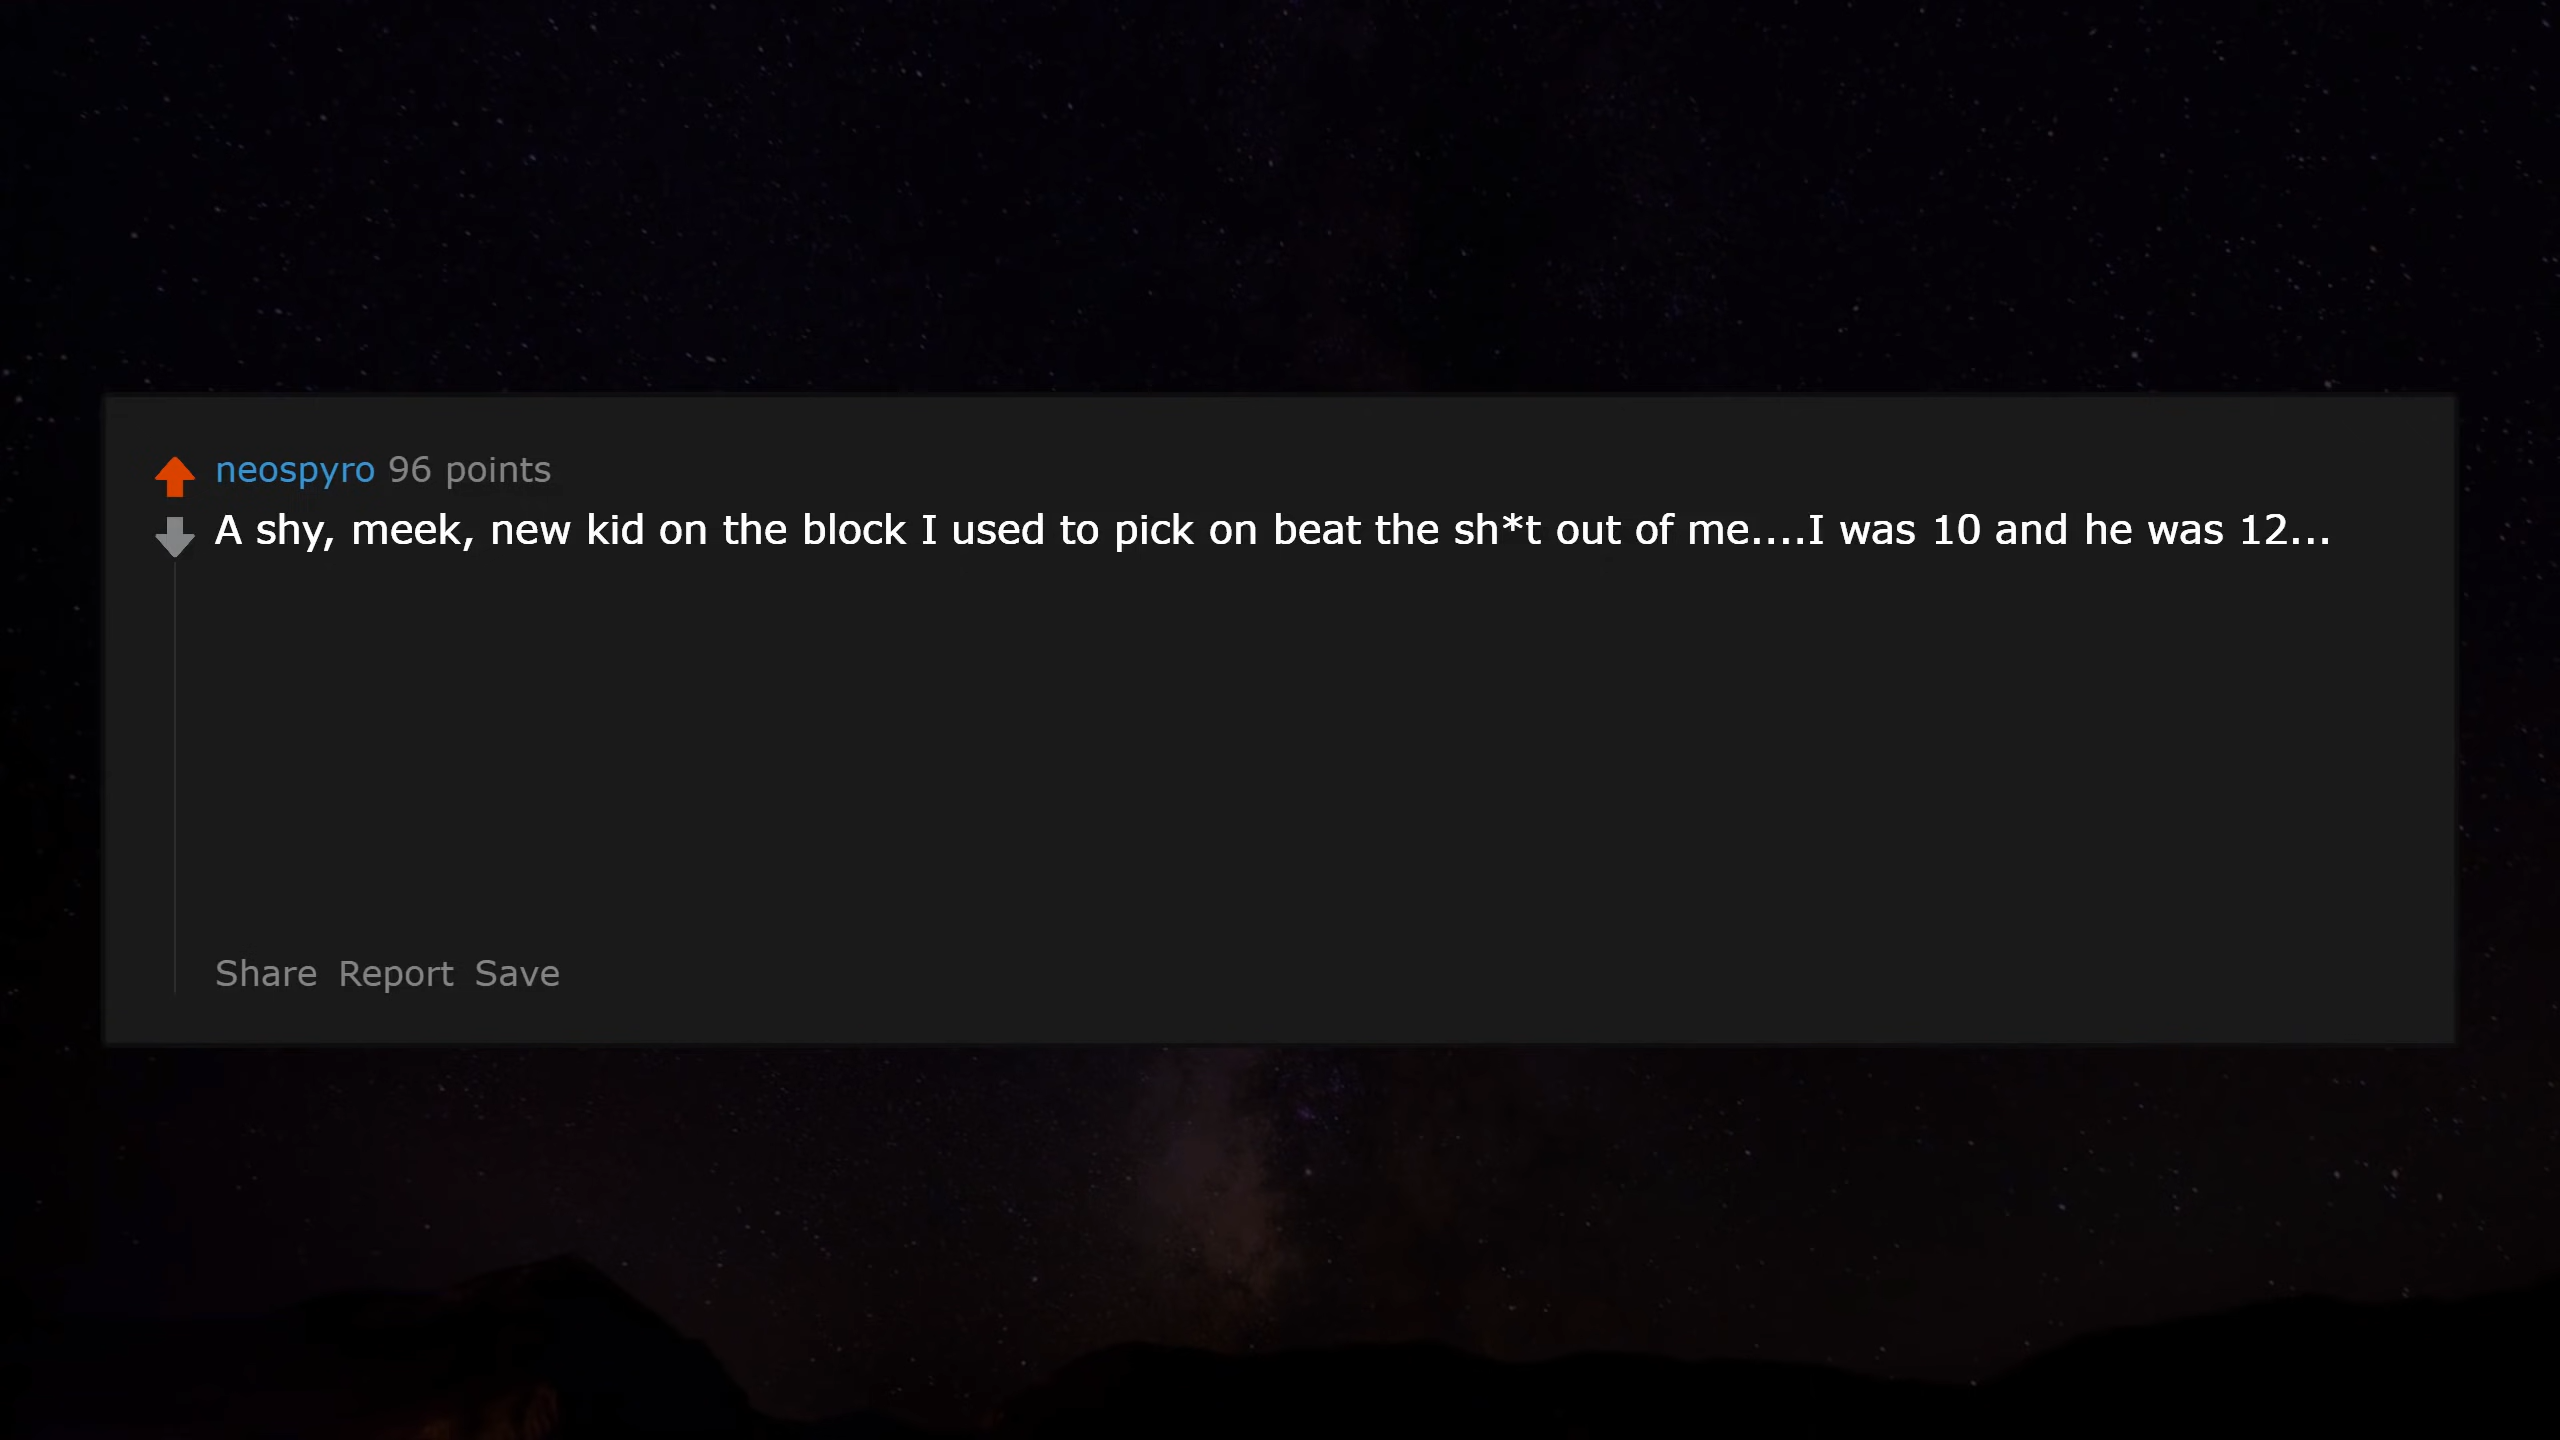 neospyro 96 points
A shy, meek, new kid on the block I used to pick on beat the sh*t out of me....I was 10 and he was 12...
Share Report Save